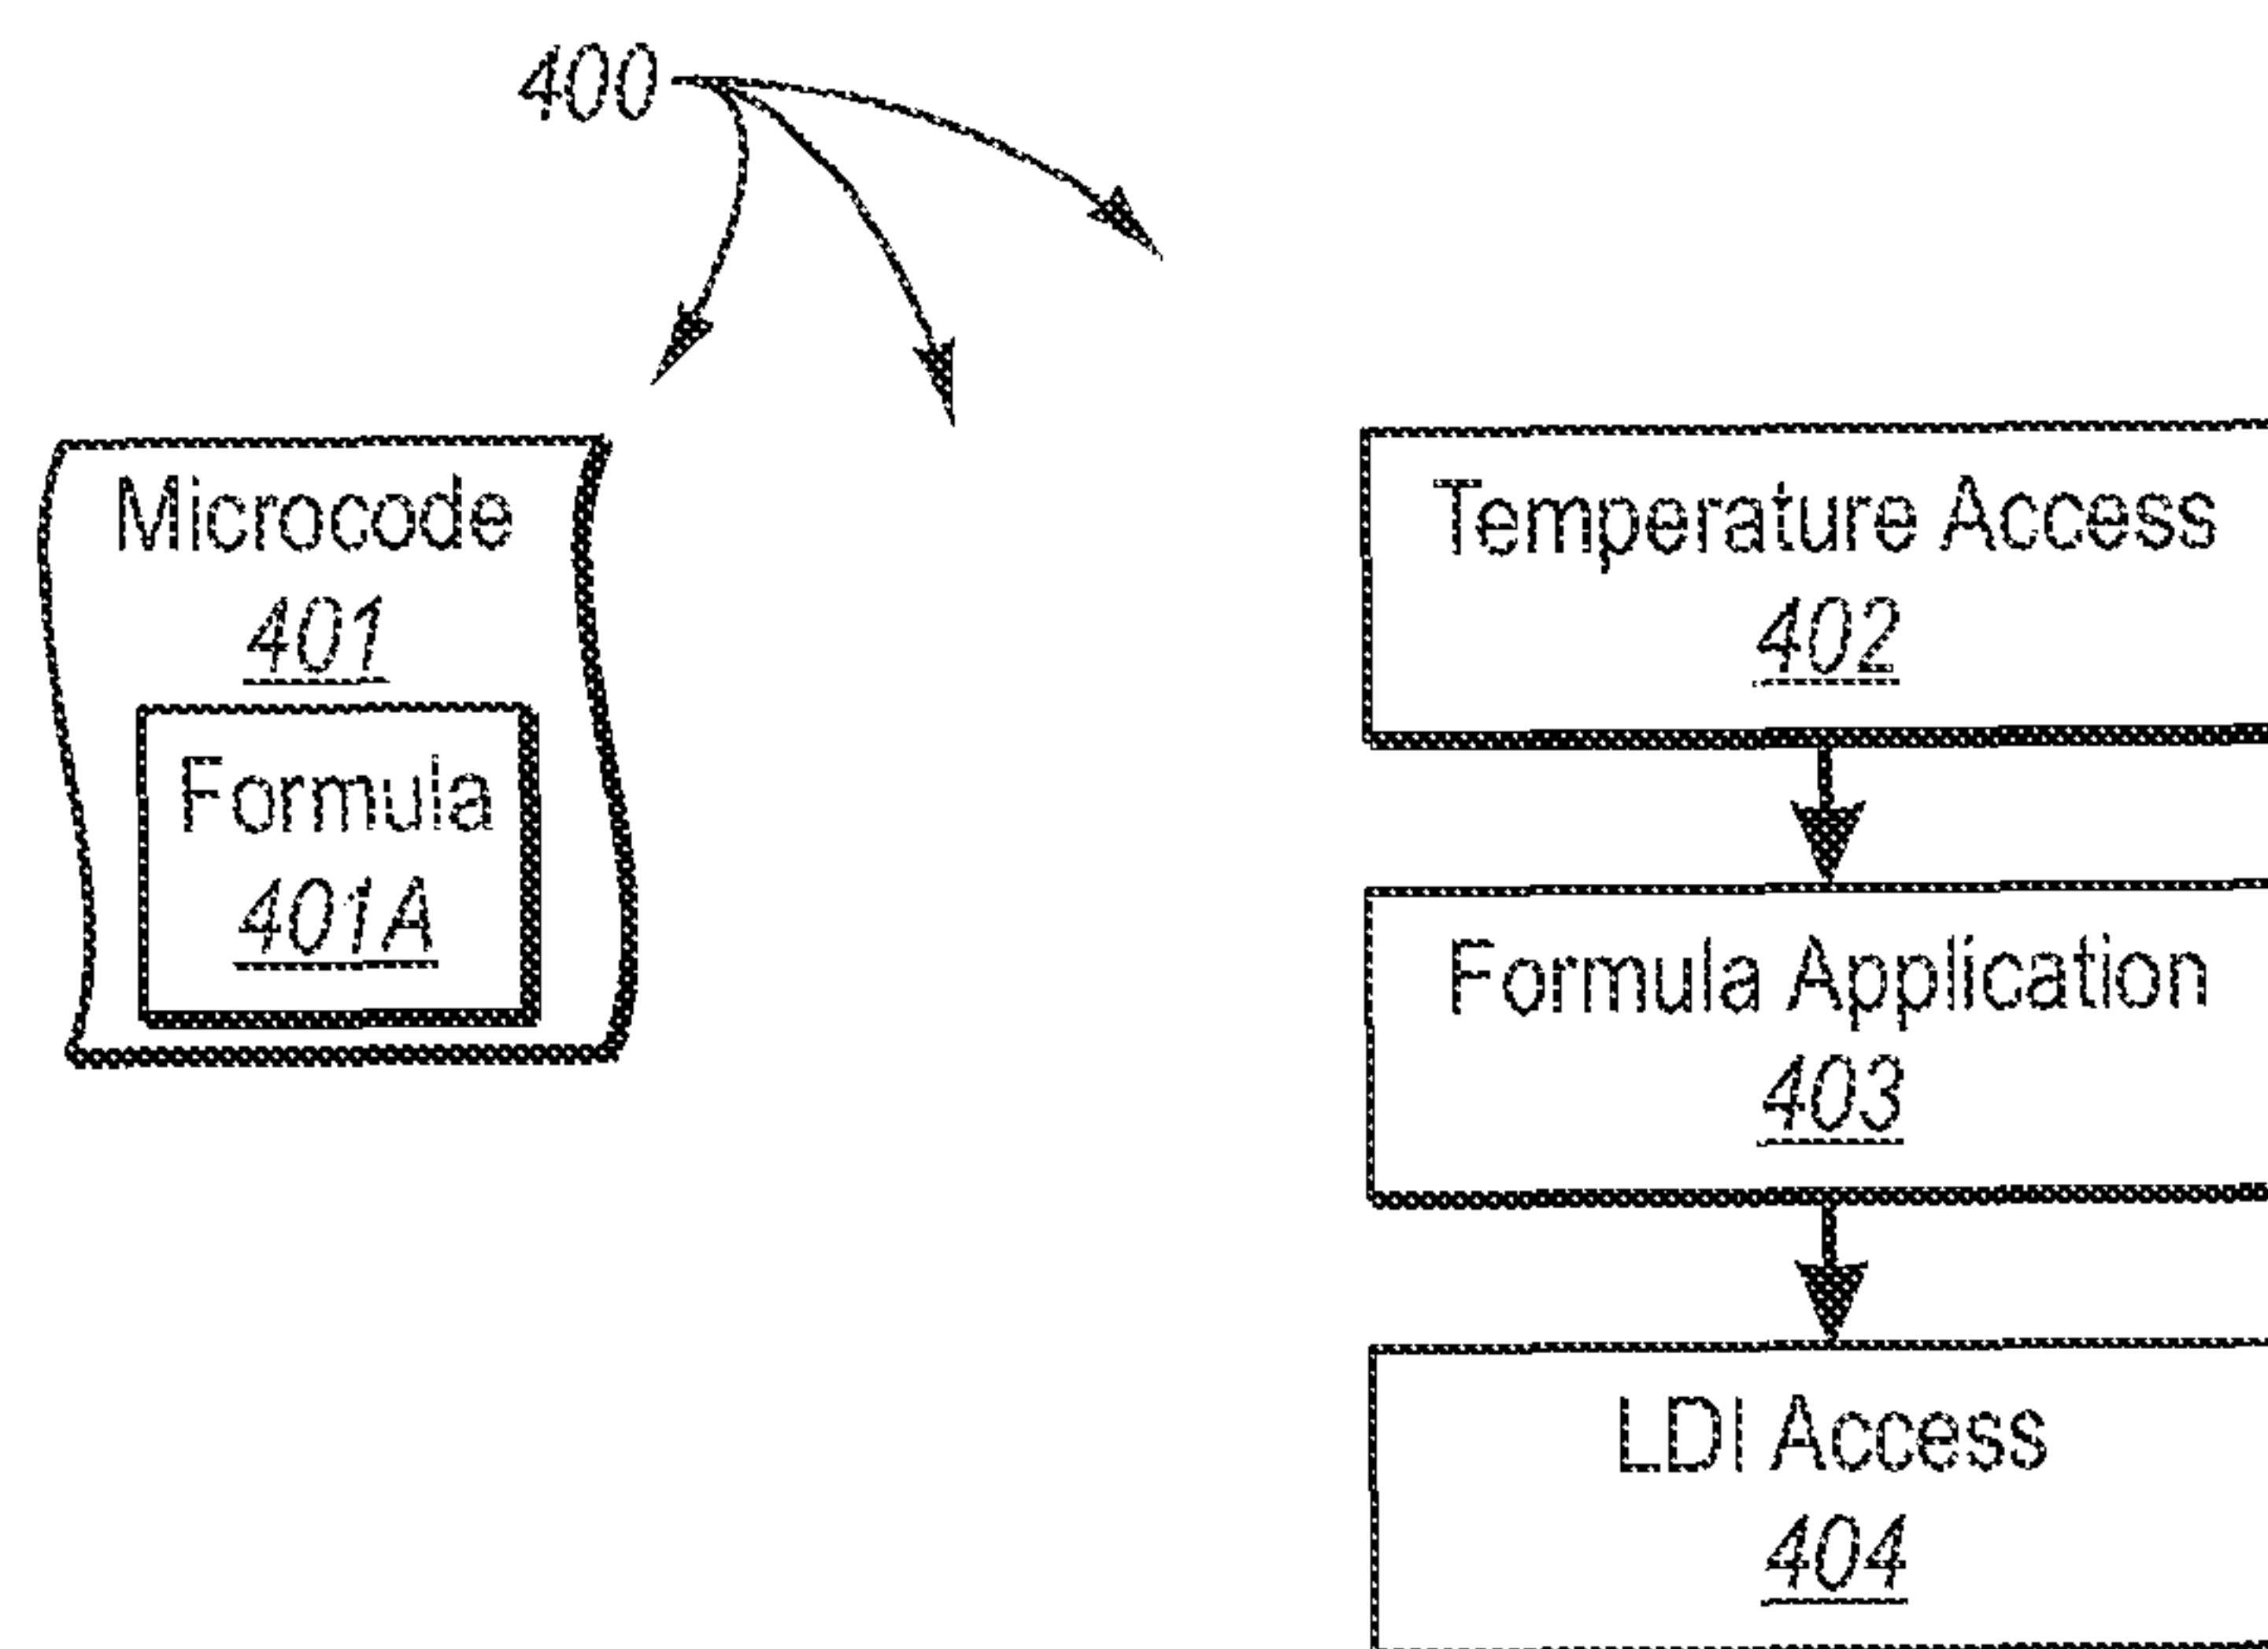 400
Microcode
401
Formula
401A
Temperature Access
402
Formula Application
403
LDI Access
404